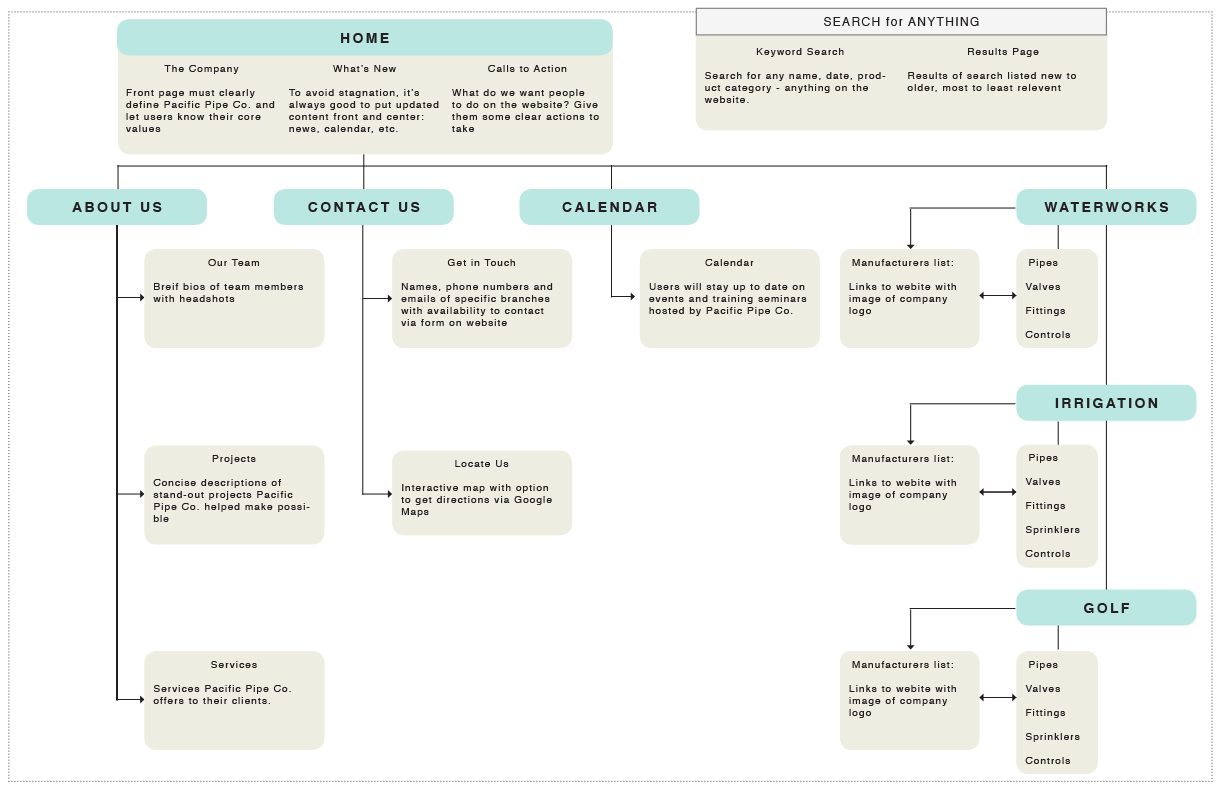 HOME
The Company
Front page must clearly
define Pacific Pipe Co. and
let users know their core
values
What's New
To avoid stagnation, it's
always good to put updated
content front and center:
news, calendar, etc.
Calls to Action
What do we want people
to do on the website? Give
them some clear actions to
take
SEARCH for ANYTHING
Keyword Search
Search for any name, date, prod-
uct category - anything on the
website.
Results Page
Results of search listed new to
older, most to least relevent
ABOUT US
Our Team
Breif bios of team members
with headshots
Projects
Concise descriptions of
stand-out projects Pacific
Pipe Co. helped make possi-
ble
Services
Services Pacific Pipe Co.
offers to their clients.
CONTACT US
Get in Touch
Names, phone numbers and
emails of specific branches
with availability to contact
via form on website
Locate Us
Interactive map with option
to get directions via Google
Maps
CALENDAR
Calendar
Users will stay up to date on
events and training seminars
hosted by Pacific Pipe Co.
WATERWORKS
Manufacturers list:
Links to webite with
image of company
logo
Pipes
Valves
Fittings
Controls
IRRIGATION
Manufacturers list:
Links to webite with
image of company
logo
Pipes
Valves
Fittings
Sprinklers
Controls
GOLF
Manufacturers list:
Links to webite with
image of company
logo
Pipes
Valves
Fittings
Sprinklers
Controls